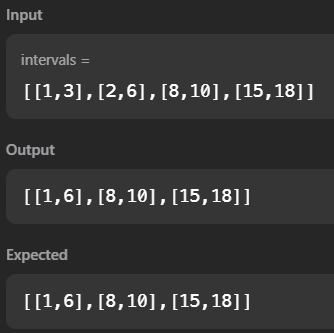 Input
intervals =
[[1,3],[2,6],[8,10],[15,18]]
Output
[[1,6],[8,10],[15,18]]
Expected
[[1,6],[8,10],[15,18]]